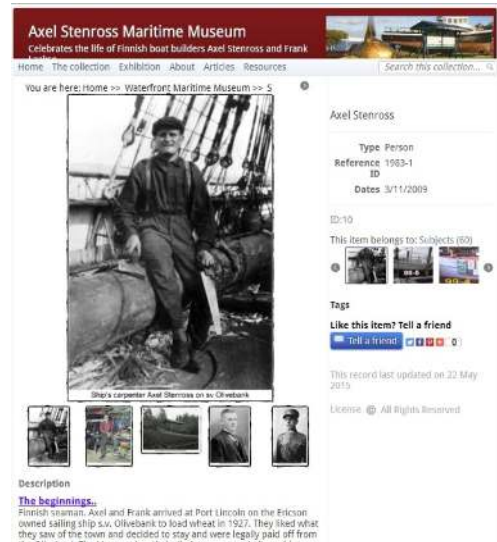 Axel Stenross Maritime Museum
Celebrates the life of Finnish boat builders Axel Stenross and Frank
Home The collection Exhibition About Articles Resources
Search this collection...
You are here: Home >> Waterfront Maritime Museum >> S
Ship's carpenter Axel Stenross on sv Olivebank
Description
The beginnings..
Finnish seaman. Axel and Frank arrived at Port Lincoln on the Ericson
owned sailing ship s.v. Olivebank to load wheat in 1927. They liked what
they saw of the town and decided to stay and were legally paid off from
Axel Stenross
Type Person
Reference 1983-1
ID
Dates 3/11/2009
ID:10
This item belongs to: Subjects (60)
Tags
Like this item? Tell a friend
Tell a friend 0
This record last updated on 22 May
2015
License © All Rights Reserved